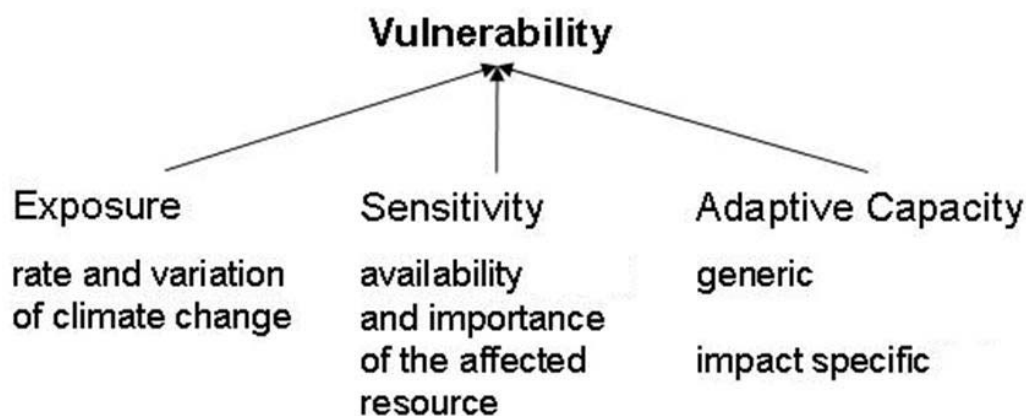 Vulnerability
Exposure
rate and variation
of climate change
Sensitivity
availability
and importance
of the affected
resource
Adaptive Capacity
generic
impact specific